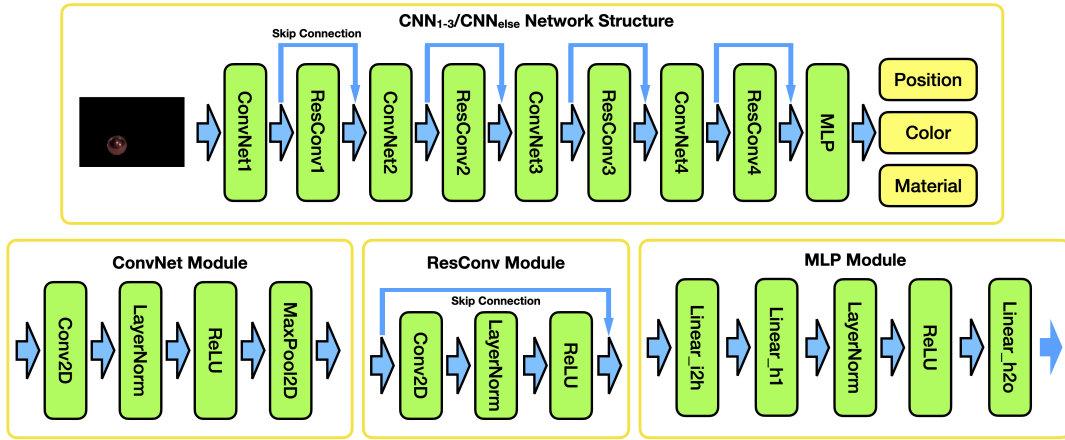 CNN1-3/CNNelse Network Structure
Skip Connection
ConvNet1
ResConv1
ConvNet2
ResConv2
ConvNet3
ResConv3
ConvNet4
ResConv4
MLP
Position
Color
Material
ConvNet Module
Conv2D
LayerNorm
ReLU
MaxPool2D
ResConv Module
Skip Connection
Conv2D
LayerNorm
ReLU
MLP Module
Linear_i2h
Linear_h1
LayerNorm
ReLU
Linear_h2o